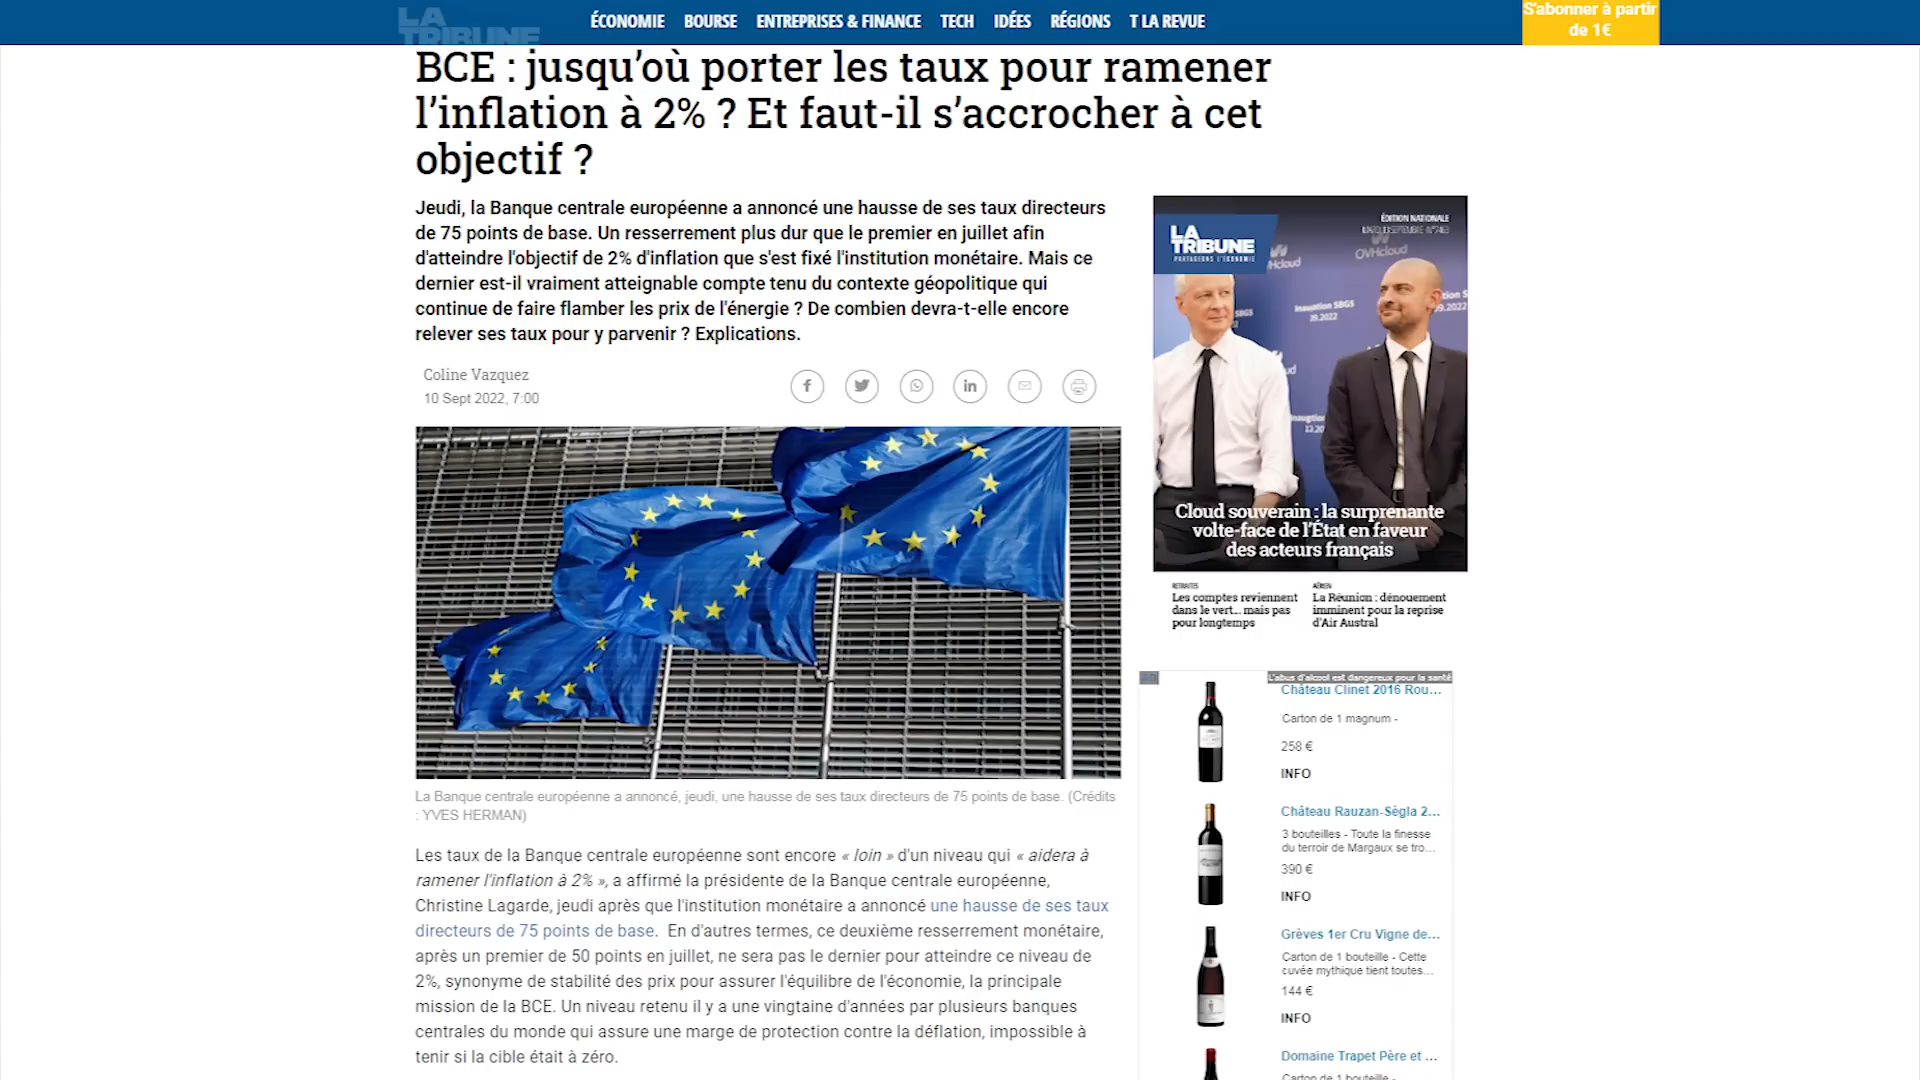 LA TRIBUNE
ÉCONOMIE BOURSE ENTREPRISES & FINANCE TECH IDÉES RÉGIONS T LA REVUE
S'abonner à partir
de 1€
BCE : jusqu’où porter les taux pour ramener
l’inflation à 2% ? Et faut-il s’accrocher à cet
objectif ?
Jeudi, la Banque centrale européenne a annoncé une hausse de ses taux directeurs
de 75 points de base. Un resserrement plus dur que le premier en juillet afin
d'atteindre l'objectif de 2% d'inflation que s'est fixé l'institution monétaire. Mais ce
dernier est-il vraiment atteignable compte tenu du contexte géopolitique qui
continue de faire flamber les prix de l'énergie ? De combien devra-t-elle encore
relever ses taux pour y parvenir ? Explications.
Coline Vazquez
10 Sept 2022, 7:00
La Banque centrale européenne a annoncé, jeudi, une hausse de ses taux directeurs de 75 points de base. (Crédits
: YVES HERMAN)
Les taux de la Banque centrale européenne sont encore « loin » d'un niveau qui « aidera à
ramener l'inflation à 2% », a affirmé la présidente de la Banque centrale européenne,
Christine Lagarde, jeudi après que l'institution monétaire a annoncé une hausse de ses taux
directeurs de 75 points de base. En d'autres termes, ce deuxième resserrement monétaire,
après un premier de 50 points en juillet, ne sera pas le dernier pour atteindre ce niveau de
2%, synonyme de stabilité des prix pour assurer l'équilibre de l'économie, la principale
mission de la BCE. Un niveau retenu il y a une vingtaine d'années par plusieurs banques
centrales du monde qui assure une marge de protection contre la déflation, impossible à
tenir si la cible était à zéro.
ÉDITION NATIONALE
LA
TRIBUNE
PARTAGEONS L'ÉCONOMIE
OVHcloud
Cloud souverain : la surprenante
volte-face de l'État en faveur
des acteurs français
RETRAITES
Les comptes reviennent
dans le vert... mais pas
pour longtemps
AÉRIEN
La Réunion : dénouement
imminent pour la reprise
d'Air Austral
L'abus d'alcool est dangereux pour la santé
Château Clinet 2016 Rou...
Carton de 1 magnum -
258 €
INFO
Château Rauzan-Ségla 2...
3 bouteilles - Toute la finesse
du terroir de Margaux se tro...
390 €
INFO
Grèves 1er Cru Vigne de...
Carton de 1 bouteille - Cette
cuvée mythique tient toutes...
144 €
INFO
Domaine Trapet Père et ...
Carton de 1 bouteille -